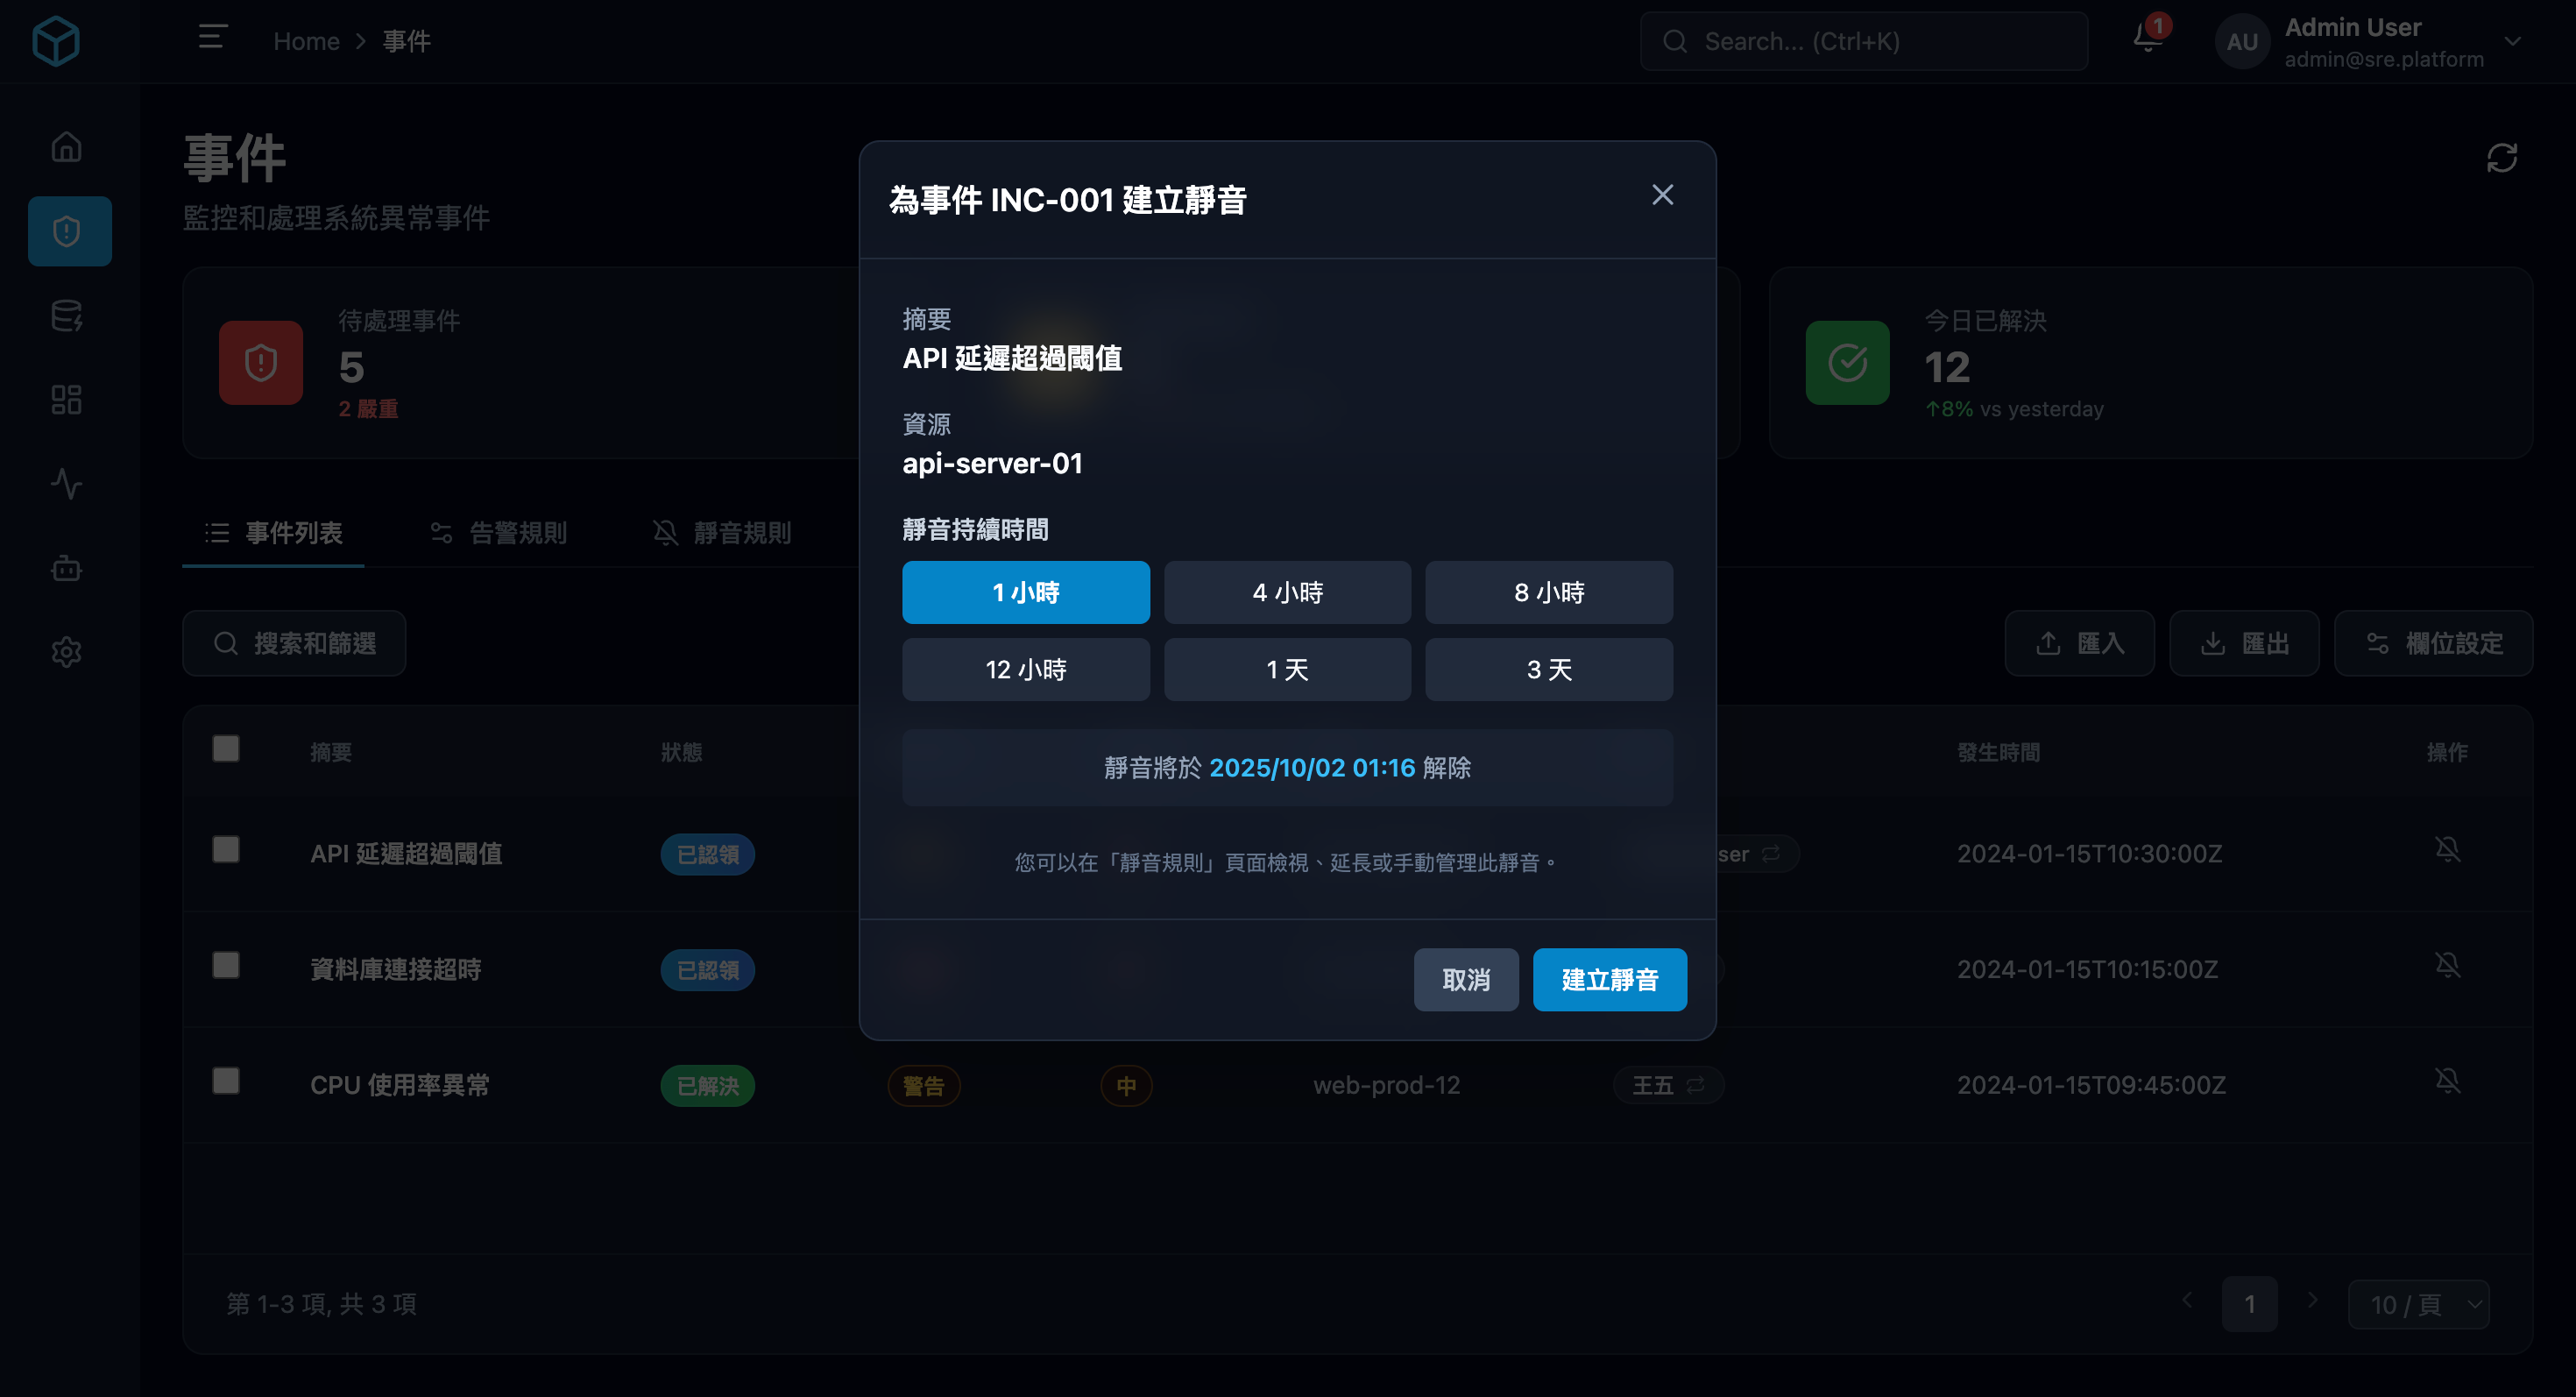 Home > 事件
Search... (Ctrl+K)
1
AU
Admin User
admin@sre.platform
事件
監控和處理系統異常事件
待處理事件
5
2 嚴重
今日已解決
12
↑8% vs yesterday
事件列表
告警規則
靜音規則
搜索和篩選
匯入
匯出
欄位設定
摘要
狀態
發生時間
操作
API 延遲超過閾值
已認領
ser
2024-01-15T10:30:00Z
資料庫連接超時
已認領
2024-01-15T10:15:00Z
CPU 使用率異常
已解決
警告
中
web-prod-12
王五
2024-01-15T09:45:00Z
第 1-3 項, 共 3 項
1
10 / 頁
為事件 INC-001 建立靜音
摘要
API 延遲超過閾值
資源
api-server-01
靜音持續時間
1 小時
4 小時
8 小時
12 小時
1 天
3 天
靜音將於 2025/10/02 01:16 解除
您可以在「靜音規則」頁面檢視、延長或手動管理此靜音。
取消
建立靜音